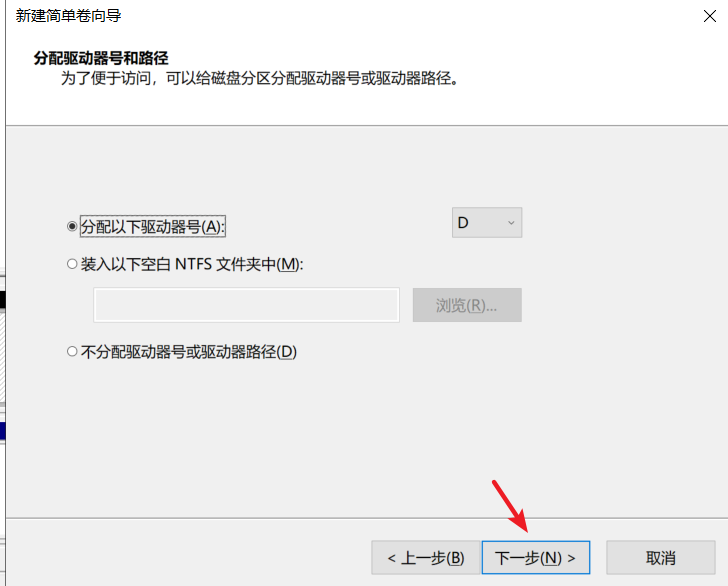 新建简单卷向导
分配驱动器号和路径
为了便于访问，可以给磁盘分区分配驱动器号或驱动器路径。
分配以下驱动器号(A): D
装入以下空白 NTFS 文件夹中(M):
浏览(R)...
不分配驱动器号或驱动器路径(D)
< 上一步(B) 下一步(N) > 取消